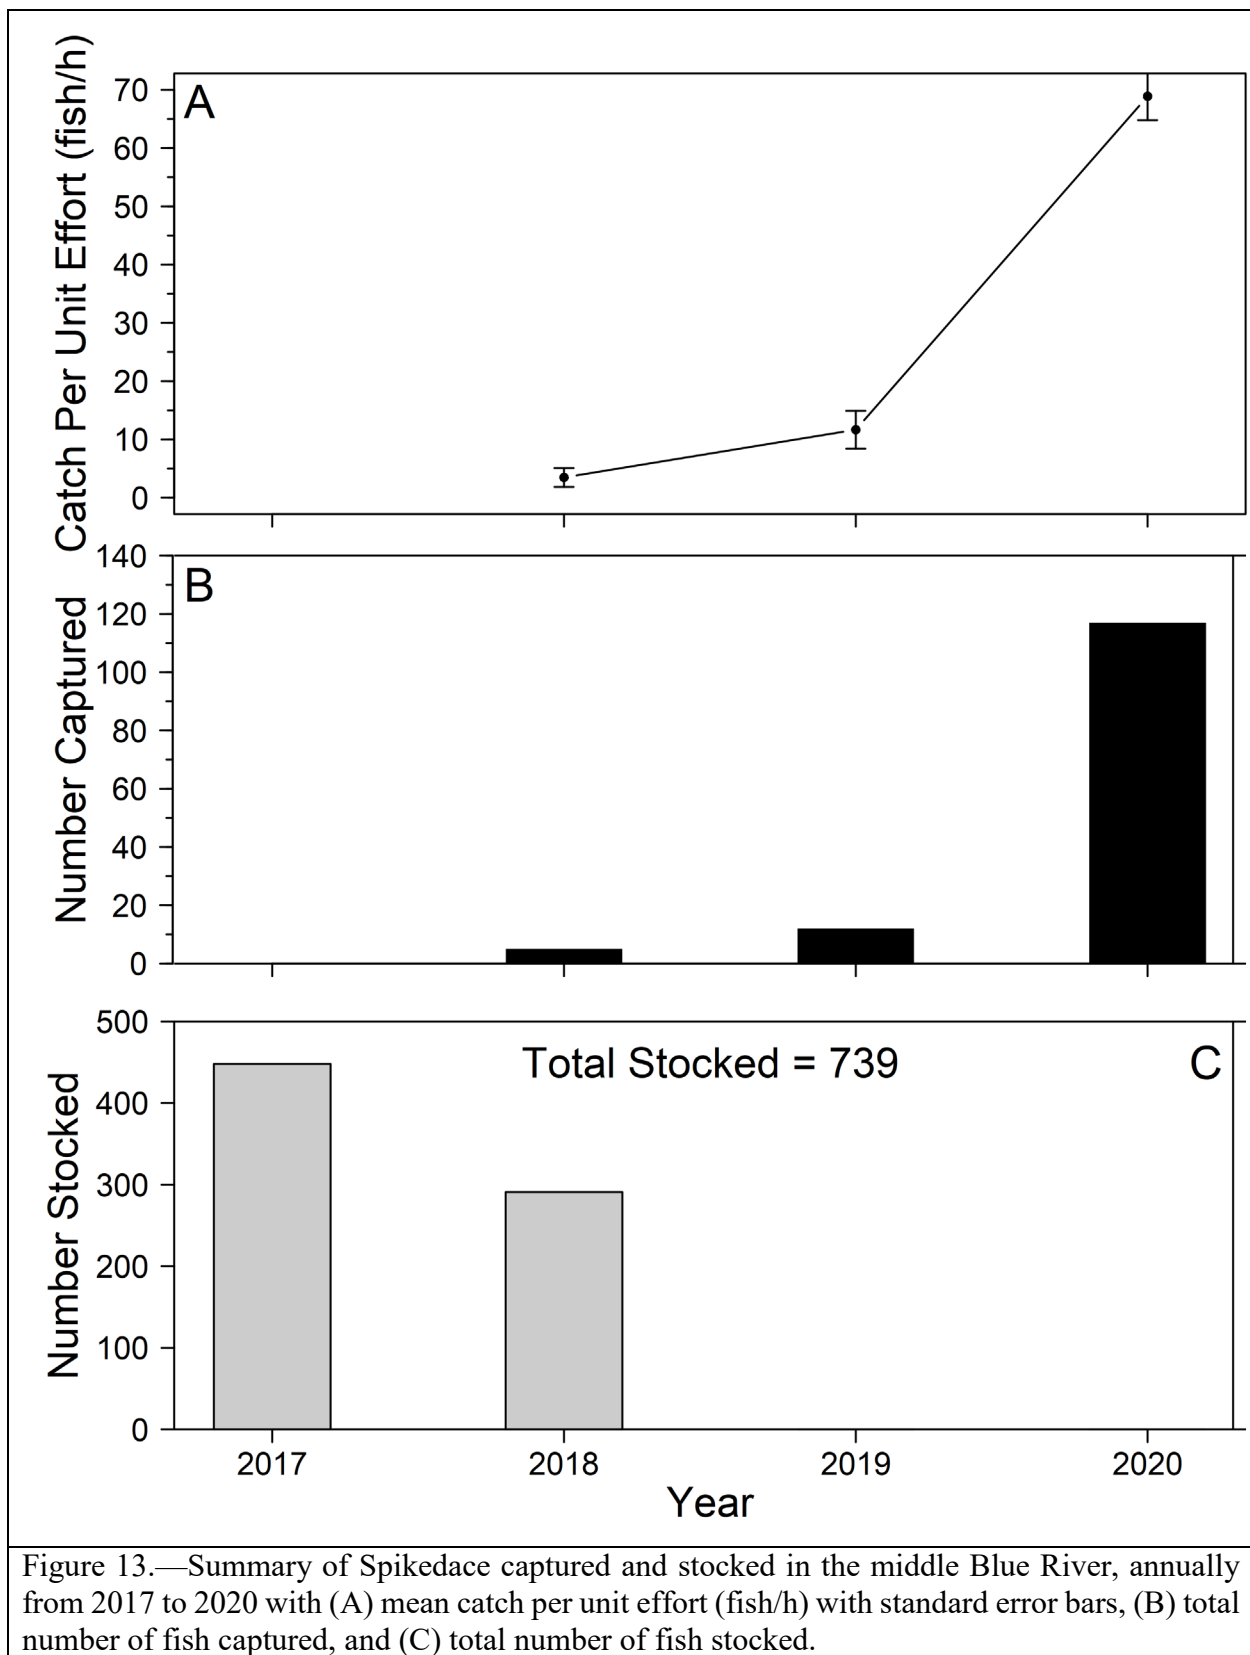 A
Catch Per Unit Effort (fish/h)
70
60
50
40
30
20
10
0
B
Number Captured
140
120
100
80
60
40
20
0
Total Stocked = 739
C
Number Stocked
500
400
300
200
100
0
2017 2018 2019 2020
Year
Figure 13.—Summary of Spikedace captured and stocked in the middle Blue River, annually
from 2017 to 2020 with (A) mean catch per unit effort (fish/h) with standard error bars, (B) total
number of fish captured, and (C) total number of fish stocked.